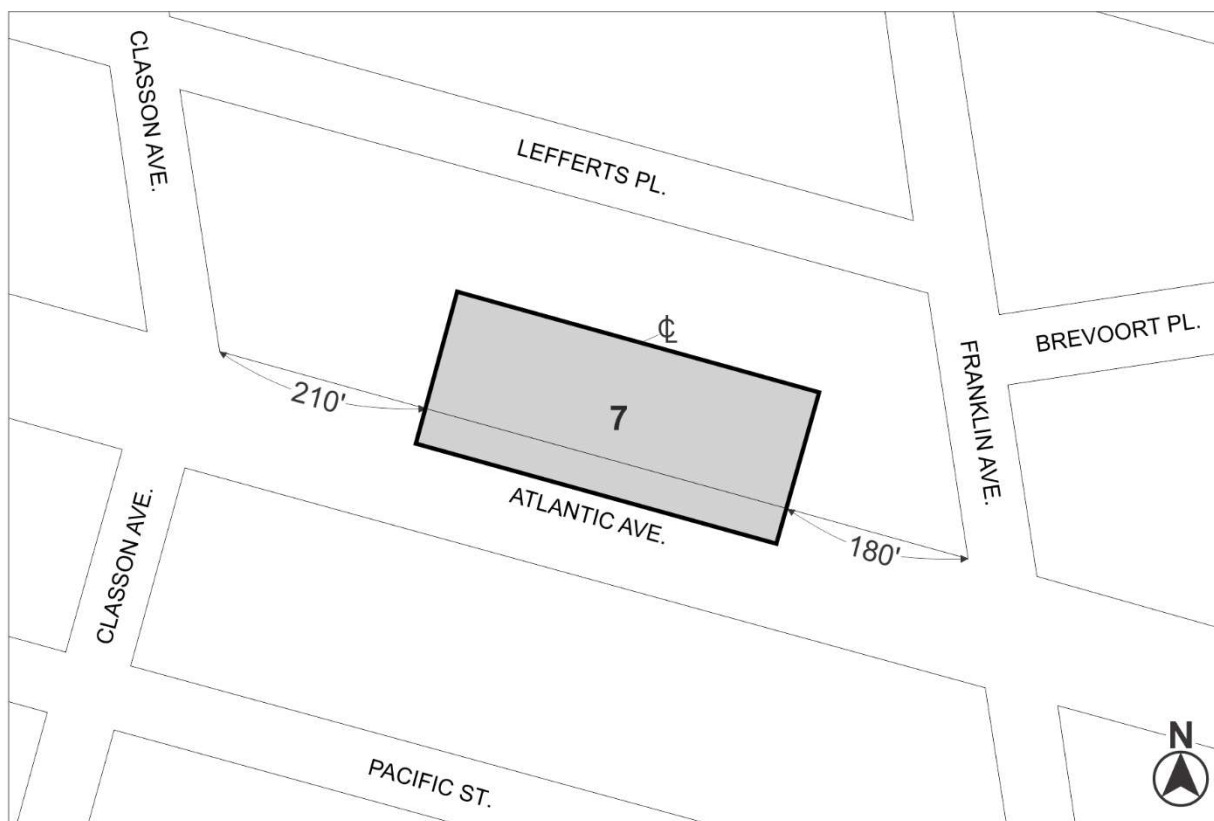 CLASSON AVE.
LEFFERTS PL.
℄
BREVOORT PL.
FRANKLIN AVE.
210'
7
ATLANTIC AVE.
180'
CLASSON AVE.
PACIFIC ST.
N